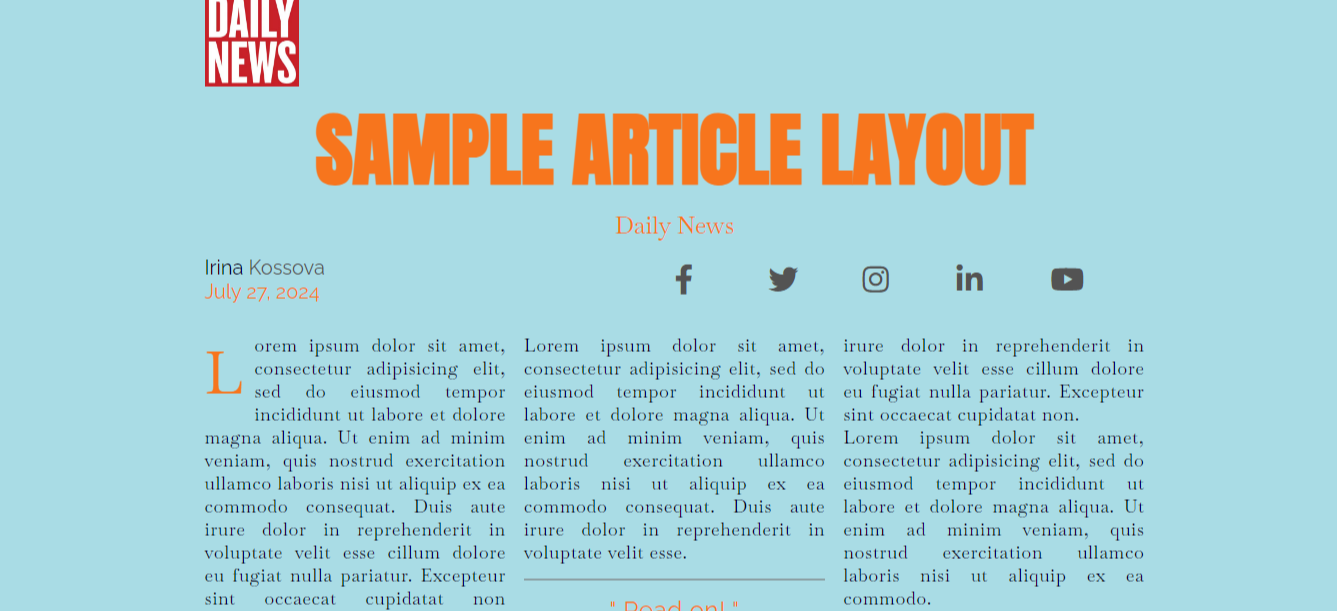 DAILY
NEWS
SAMPLE ARTICLE LAYOUT
Daily News
Irina Kossova
July 27, 2024
Lorem ipsum dolor sit amet,
consectetur adipisicing elit,
sed do eiusmod tempor
incididunt ut labore et dolore
magna aliqua. Ut enim ad minim
veniam, quis nostrud exercitation
ullamco laboris nisi ut aliquip ex ea
commodo consequat. Duis aute
irure dolor in reprehenderit in
voluptate velit esse cillum dolore
eu fugiat nulla pariatur. Excepteur
sint occaecat cupidatat non
Lorem ipsum dolor sit amet,
consectetur adipisicing elit, sed do
eiusmod tempor incididunt ut
labore et dolore magna aliqua. Ut
enim ad minim veniam, quis
nostrud exercitation ullamco
laboris nisi ut aliquip ex ea
commodo consequat. Duis aute
irure dolor in reprehenderit in
voluptate velit esse.
" Read on! "
irure dolor in reprehenderit in
voluptate velit esse cillum dolore
eu fugiat nulla pariatur. Excepteur
sint occaecat cupidatat non.
Lorem ipsum dolor sit amet,
consectetur adipisicing elit, sed do
eiusmod tempor incididunt ut
labore et dolore magna aliqua. Ut
enim ad minim veniam, quis
nostrud exercitation ullamco
laboris nisi ut aliquip ex ea
commodo.